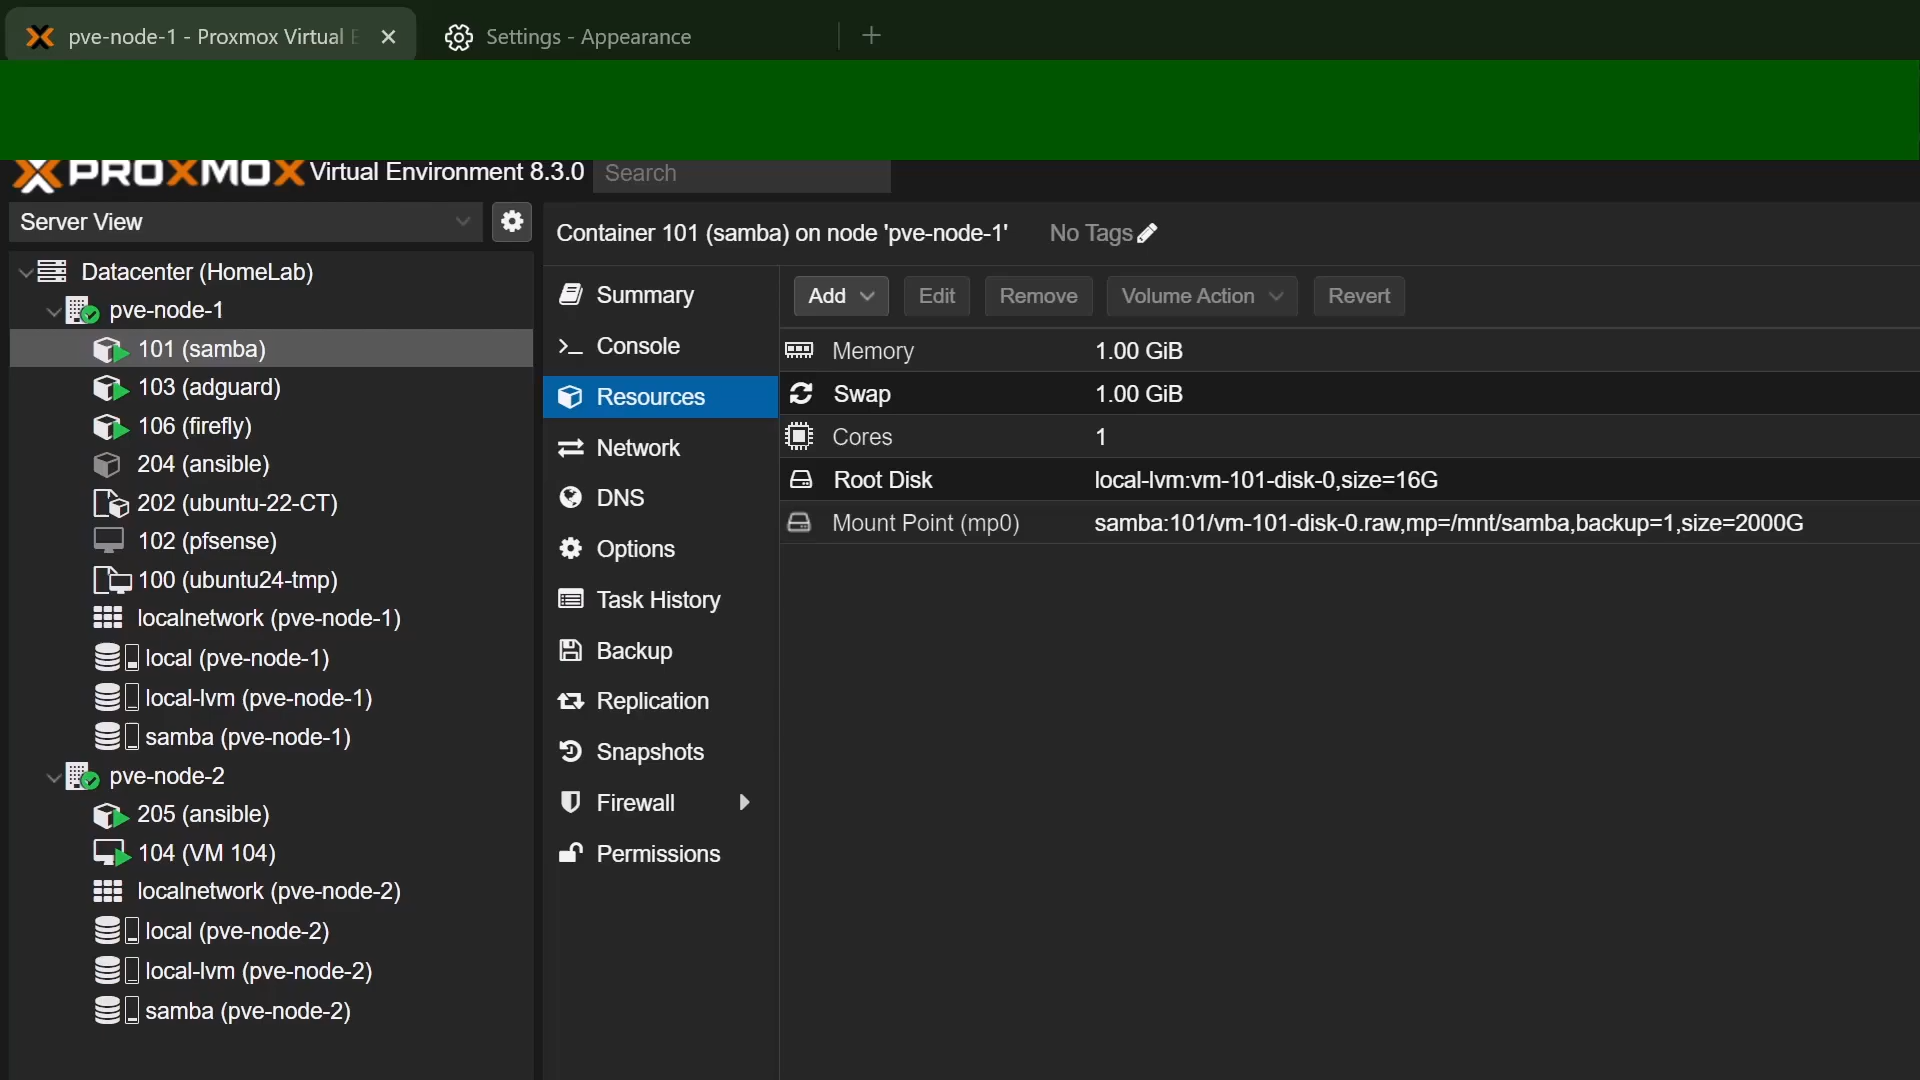 pve-node-1 - Proxmox Virtual E
Settings - Appearance
PROXMOX Virtual Environment 8.3.0
Search
Server View
Container 101 (samba) on node 'pve-node-1'
No Tags
Datacenter (HomeLab)
pve-node-1
101 (samba)
103 (adguard)
106 (firefly)
204 (ansible)
202 (ubuntu-22-CT)
102 (pfsense)
100 (ubuntu24-tmp)
localnetwork (pve-node-1)
local (pve-node-1)
local-lvm (pve-node-1)
samba (pve-node-1)
pve-node-2
205 (ansible)
104 (VM 104)
localnetwork (pve-node-2)
local (pve-node-2)
local-lvm (pve-node-2)
samba (pve-node-2)
Summary
Console
Resources
Network
DNS
Options
Task History
Backup
Replication
Snapshots
Firewall
Permissions
Add
Edit
Remove
Volume Action
Revert
Memory 1.00 GiB
Swap 1.00 GiB
Cores 1
Root Disk local-lvm:vm-101-disk-0,size=16G
Mount Point (mp0) samba:101/vm-101-disk-0.raw,mp=/mnt/samba,backup=1,size=2000G